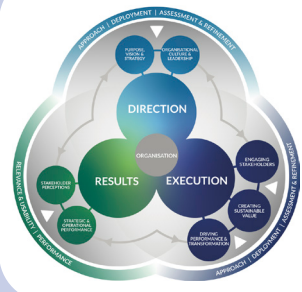 APPROACH | DEPLOYMENT | ASSESSMENT & REFINEMENT
PURPOSE,
VISION &
STRATEGY
ORGANISATIONAL
CULTURE &
LEADERSHIP
DIRECTION
ORGANISATION
RESULTS
EXECUTION
STAKEHOLDER
PERCEPTIONS
STRATEGIC &
OPERATIONAL
PERFORMANCE
ENGAGING
STAKEHOLDERS
CREATING
SUSTAINABLE
VALUE
DRIVING
PERFORMANCE &
TRANSFORMATION
RELEVANCE & USABILITY | PERFORMANCE
APPROACH | DEPLOYMENT | ASSESSMENT & REFINEMENT